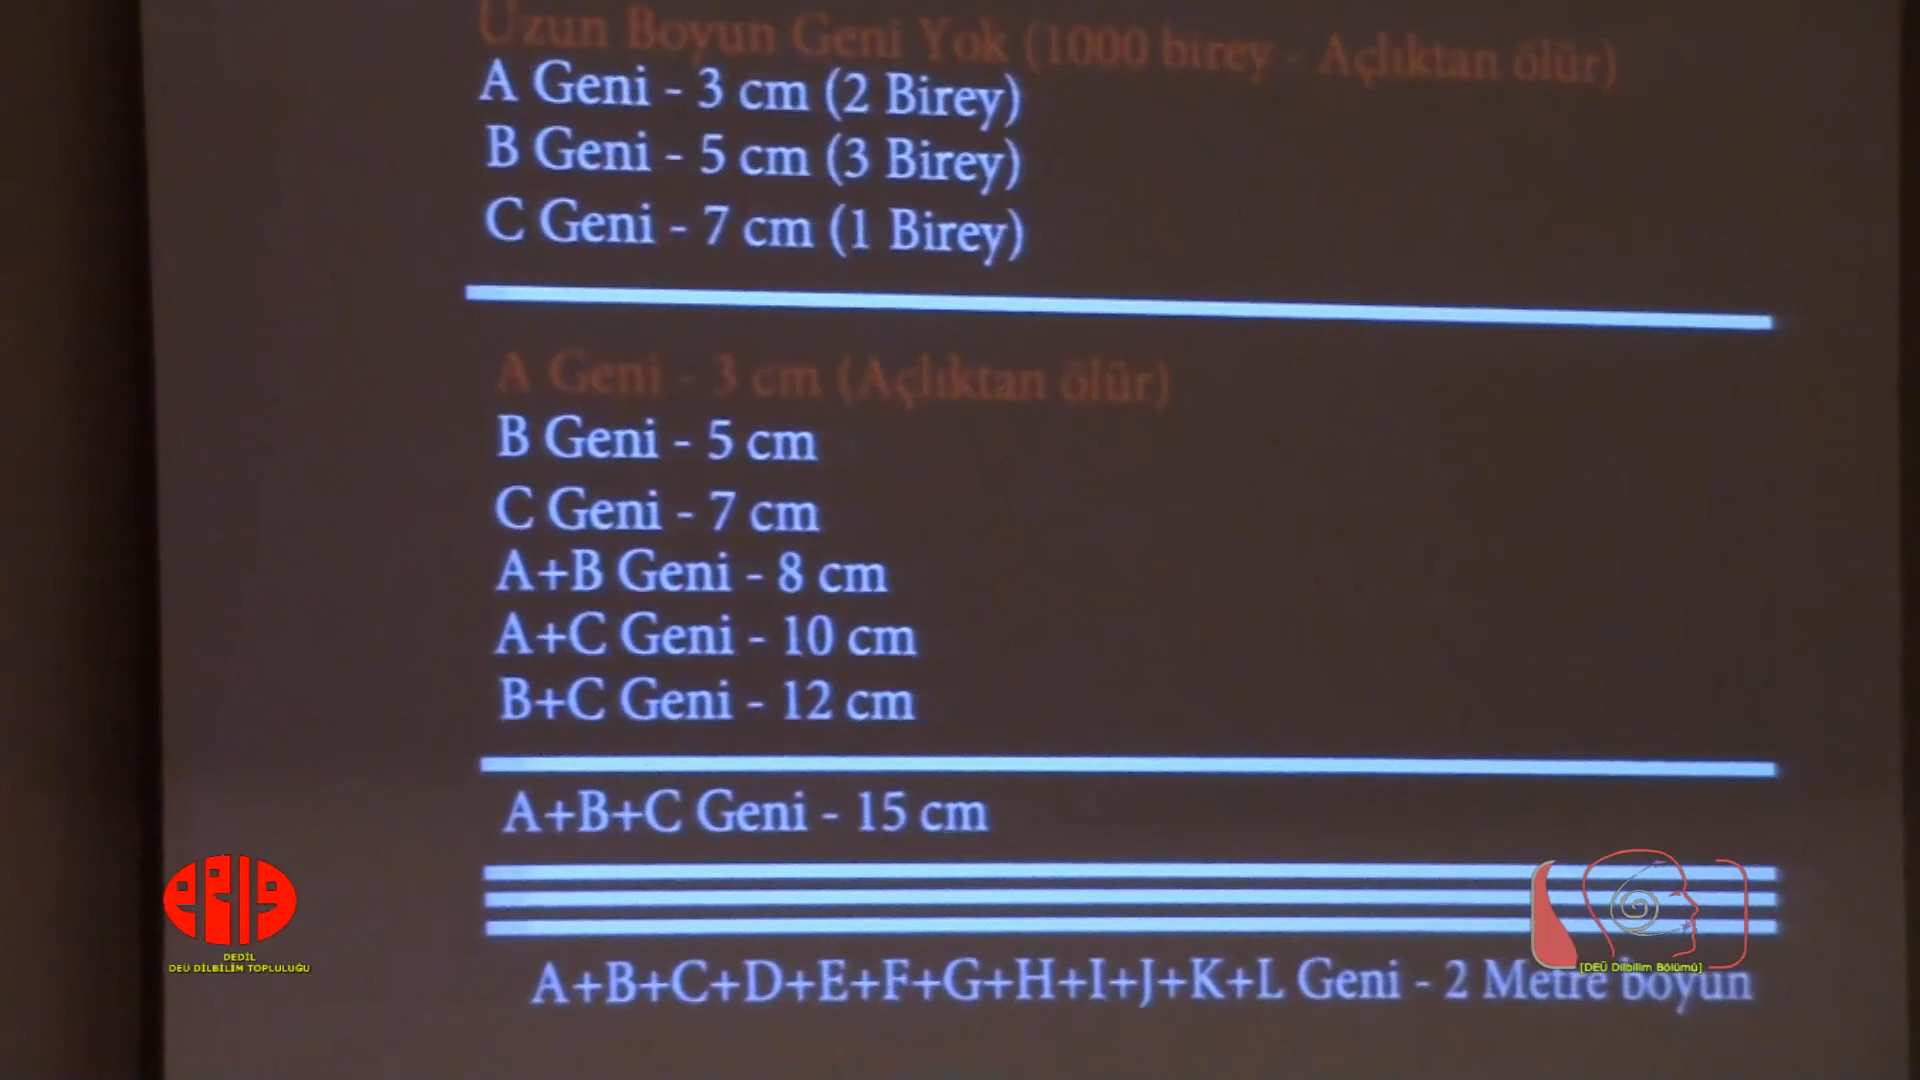 Uzun Boyun Geni Yok (1000 birey - Açlıktan ölür)
A Geni - 3 cm (2 Birey)
B Geni - 5 cm (3 Birey)
C Geni - 7 cm (1 Birey)
A Geni - 3 cm (Açlıktan ölür)
B Geni - 5 cm
C Geni - 7 cm
A+B Geni - 8 cm
A+C Geni - 10 cm
B+C Geni - 12 cm
A+B+C Geni - 15 cm
A+B+C+D+E+F+G+H+I+J+K+L Geni - 2 Metre boyun
DEDİL
DEÜ DİLBİLİM TOPLULUĞU
[DEÜ Dilbilim Bölümü]